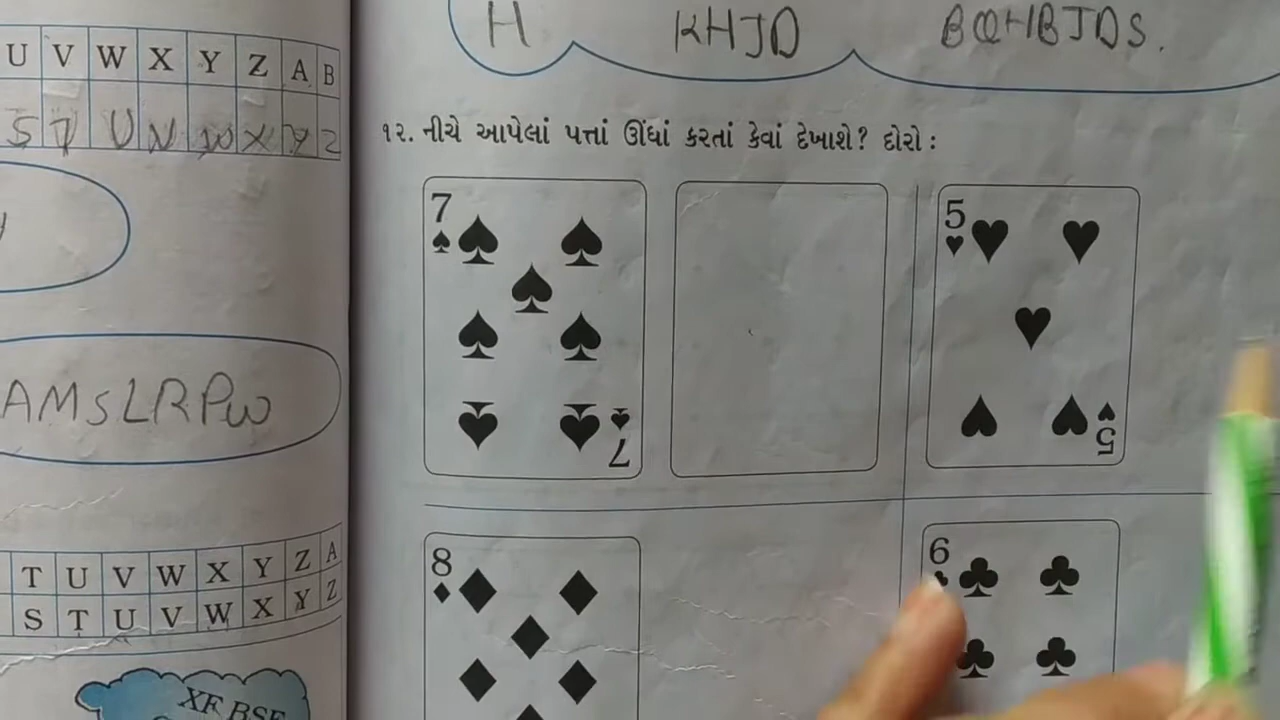 U V W X Y Z A B
S T U V W X Y Z
AMSLRPW
T U V W X Y Z A
S T U V W X Y Z
XF BSF
H KHJD BQHBJDS.
૧૨. નીચે આપેલાં પત્તાં ઊંધાં કરતાં કેવાં દેખાશે? દોરો :
7 5
7 5
8 6